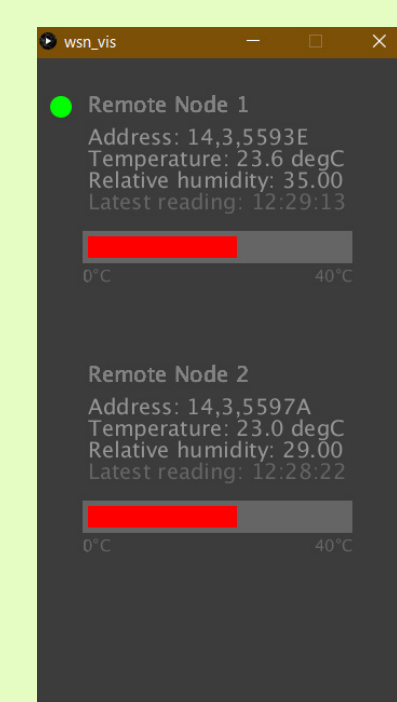 wsn_vis
Remote Node 1
Address: 14,3,5593E
Temperature: 23.6 degC
Relative humidity: 35.00
Latest reading: 12:29:13
0°C 40°C
Remote Node 2
Address: 14,3,5597A
Temperature: 23.0 degC
Relative humidity: 29.00
Latest reading: 12:28:22
0°C 40°C